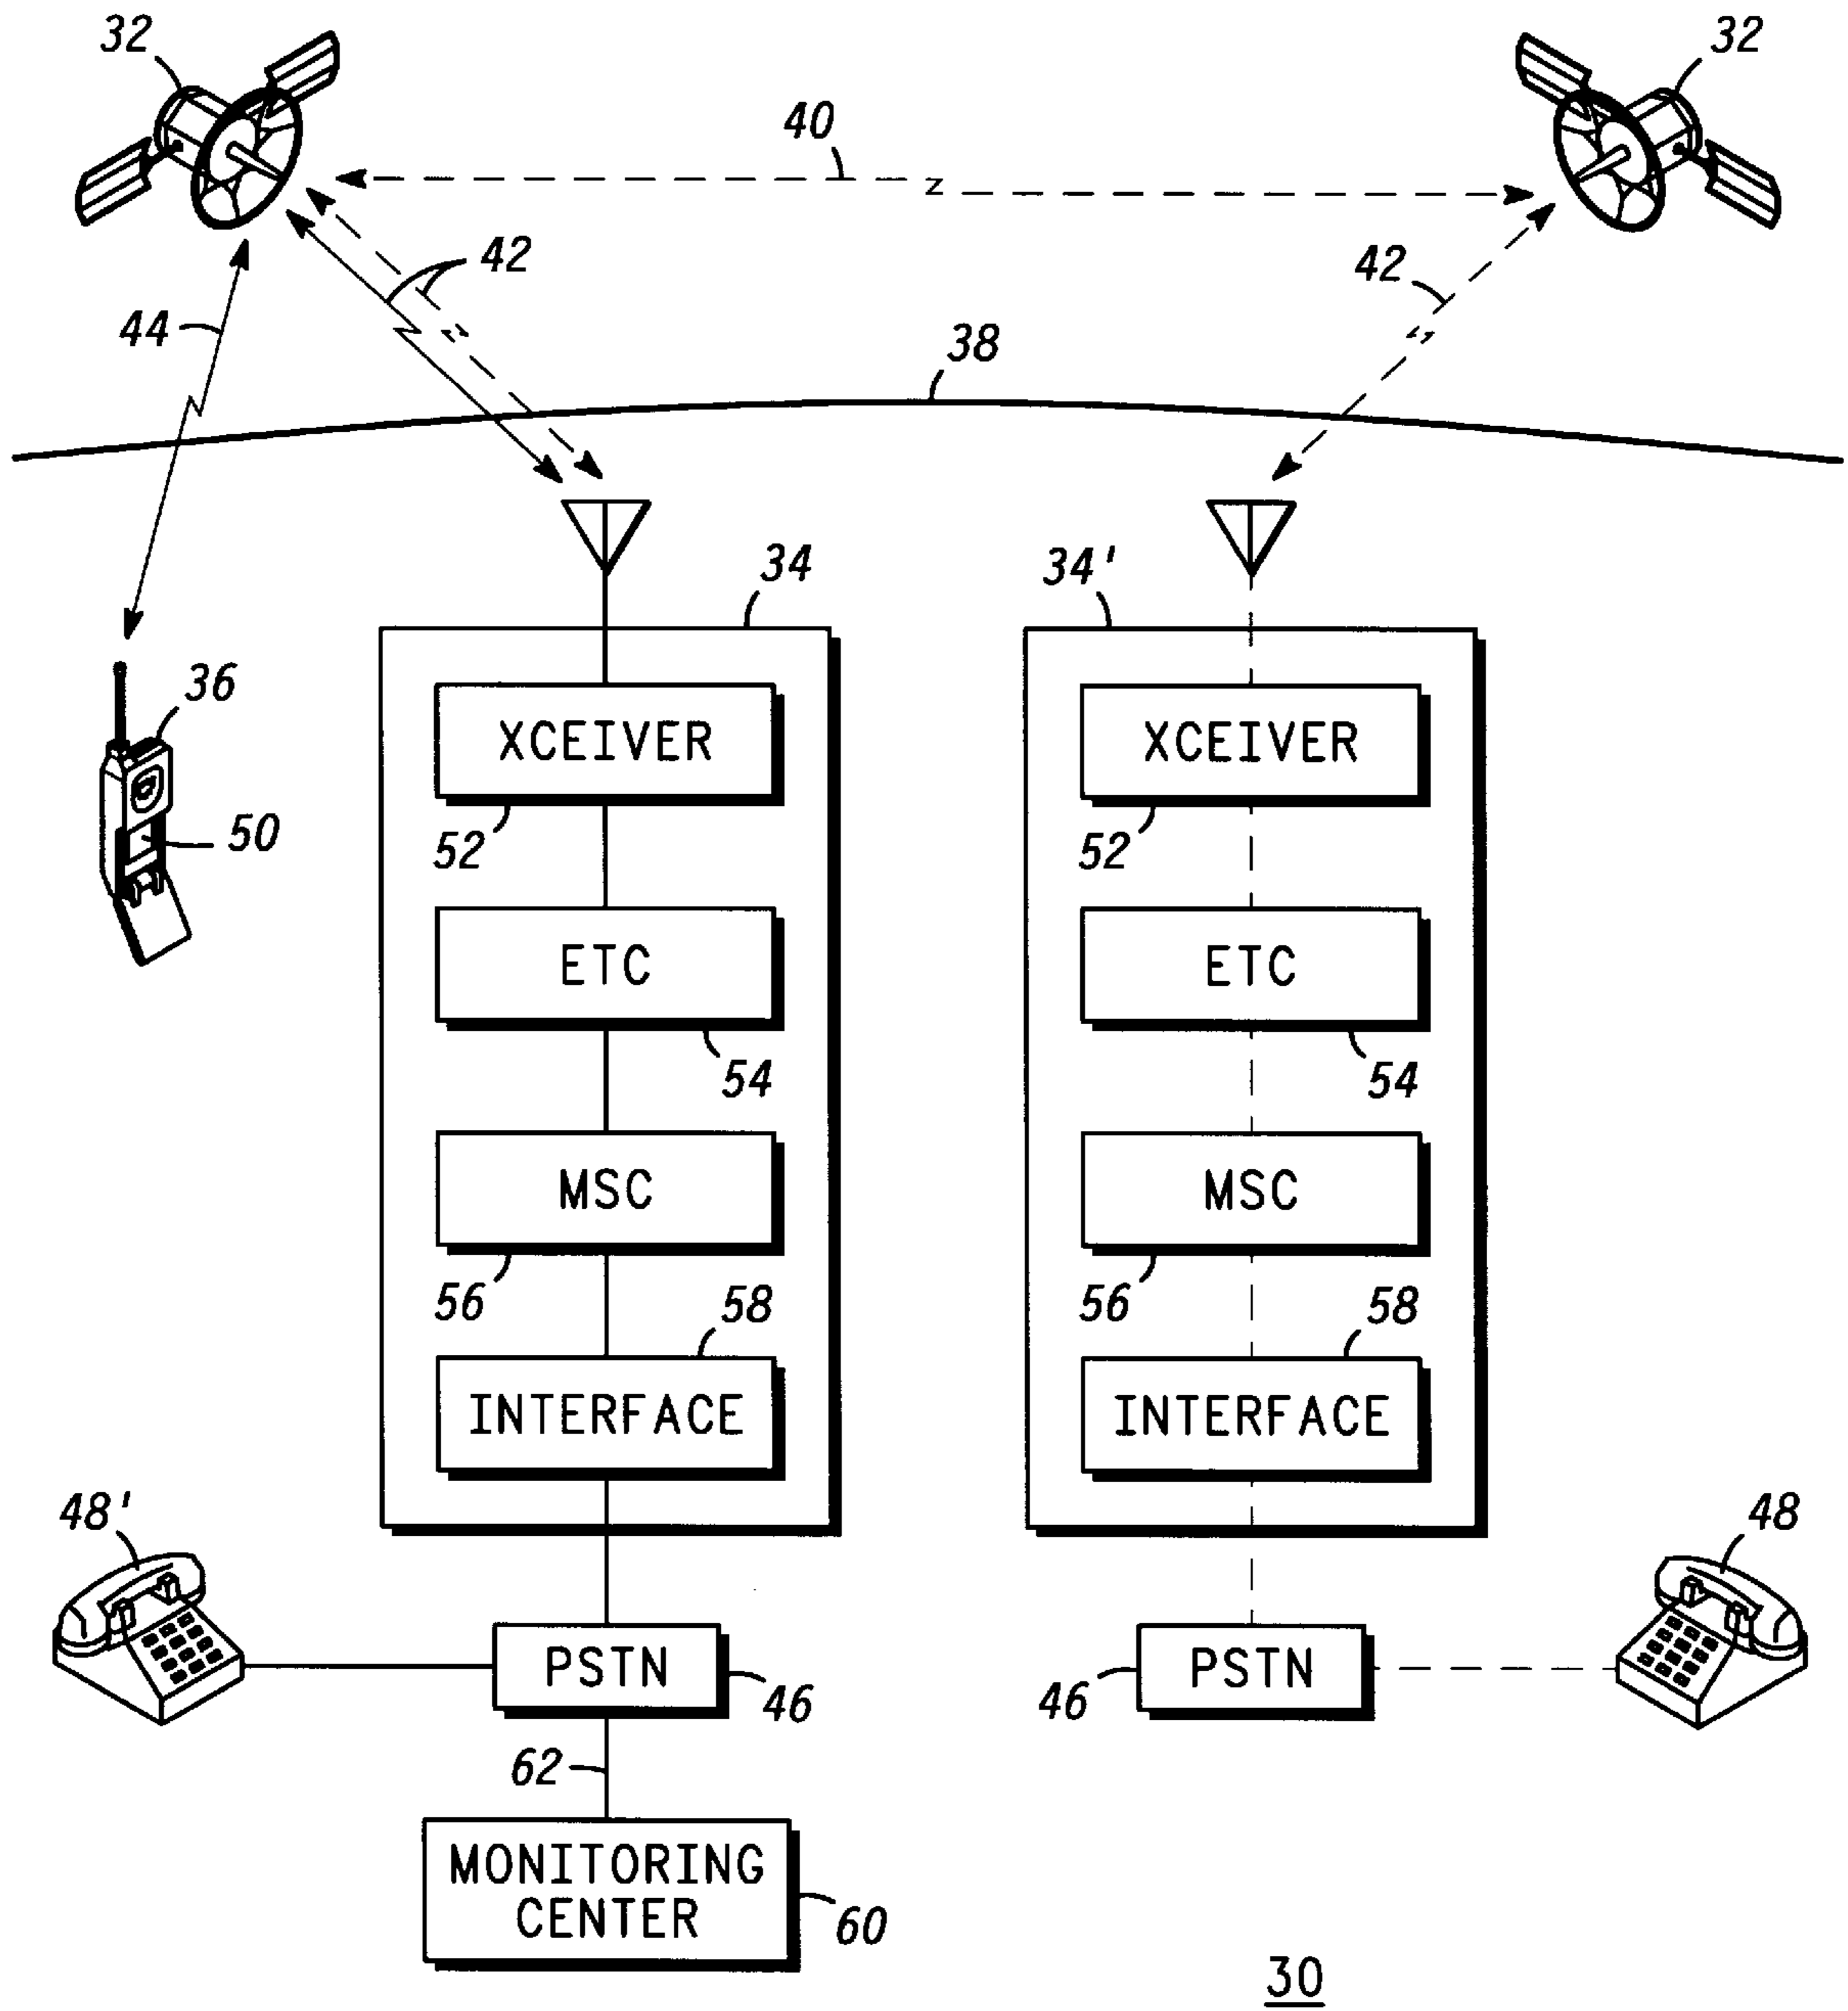 32
32
40
42
42
44
38
34
34'
36
XCEIVER
XCEIVER
50
52
52
ETC
ETC
54
54
MSC
MSC
56
58
56
58
INTERFACE
INTERFACE
48'
48
PSTN
46
46
PSTN
62
MONITORING
CENTER
60
30